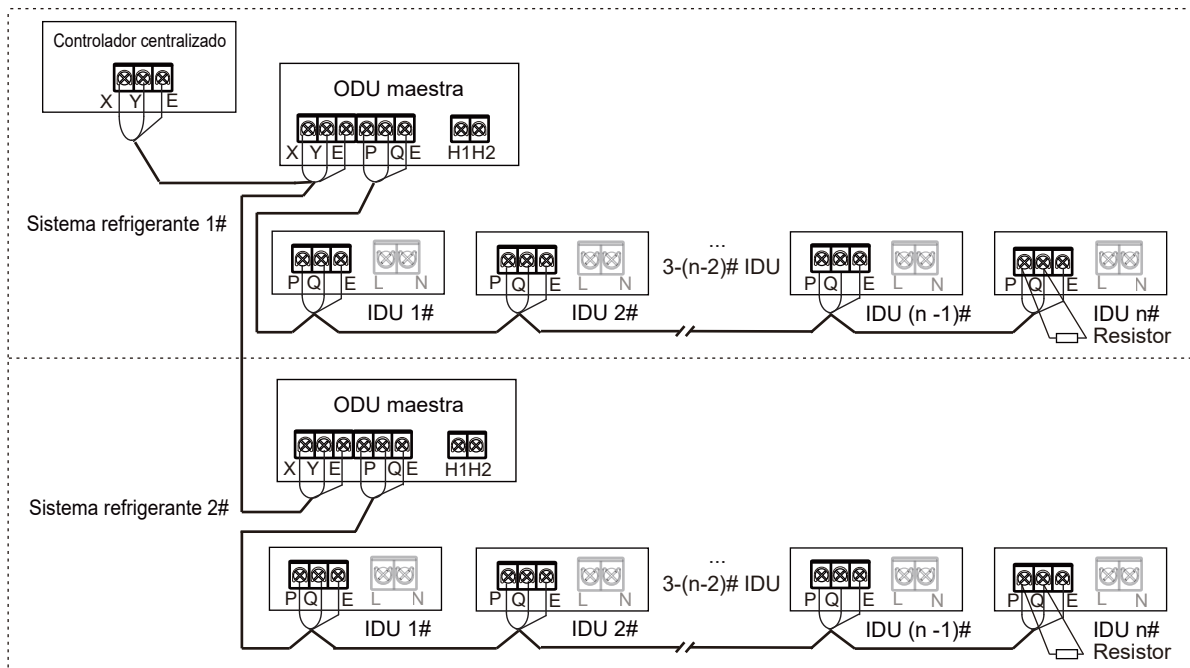 Controlador centralizado
X Y E
ODU maestra
X Y E P Q E H1H2
Sistema refrigerante 1#
...
3-(n-2)# IDU
P Q E L N
IDU 1#
P Q E L N
IDU 2#
P Q E L N
IDU (n -1)#
P Q E L N
IDU n#
Resistor
ODU maestra
X Y E P Q E H1H2
Sistema refrigerante 2#
...
3-(n-2)# IDU
P Q E L N
IDU 1#
P Q E L N
IDU 2#
P Q E L N
IDU (n -1)#
P Q E L N
IDU n#
Resistor